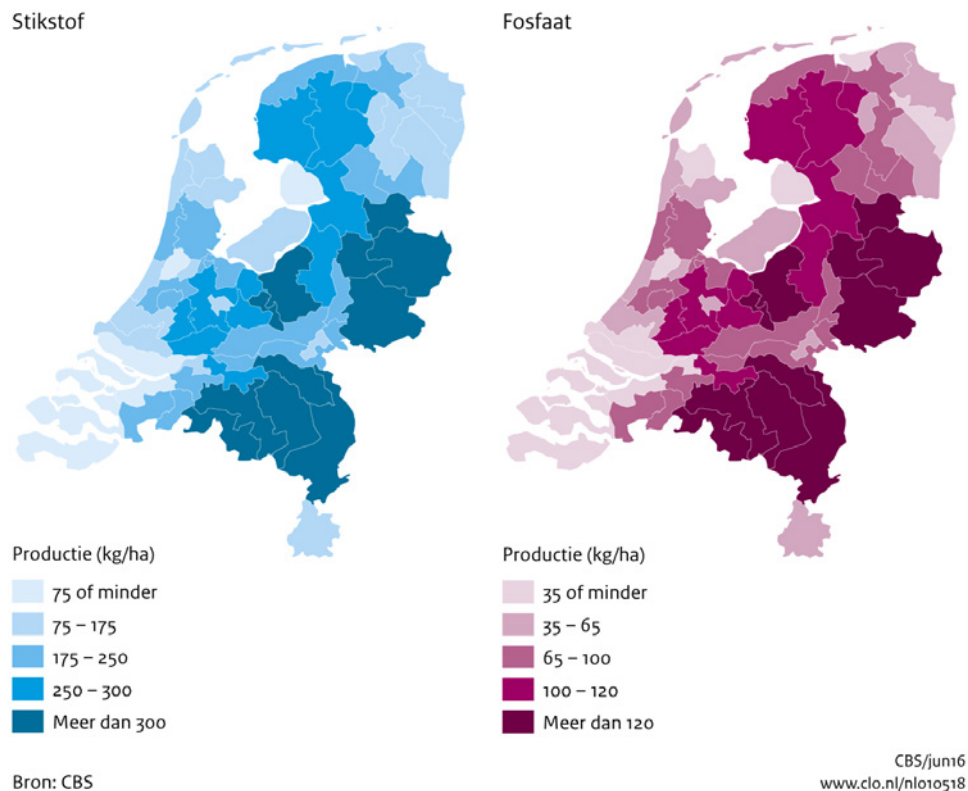 Stikstof
Fosfaat
Productie (kg/ha)
75 of minder
75 – 175
175 – 250
250 – 300
Meer dan 300
Productie (kg/ha)
35 of minder
35 – 65
65 – 100
100 – 120
Meer dan 120
Bron: CBS
CBS/jun16
www.clo.nl/nl010518